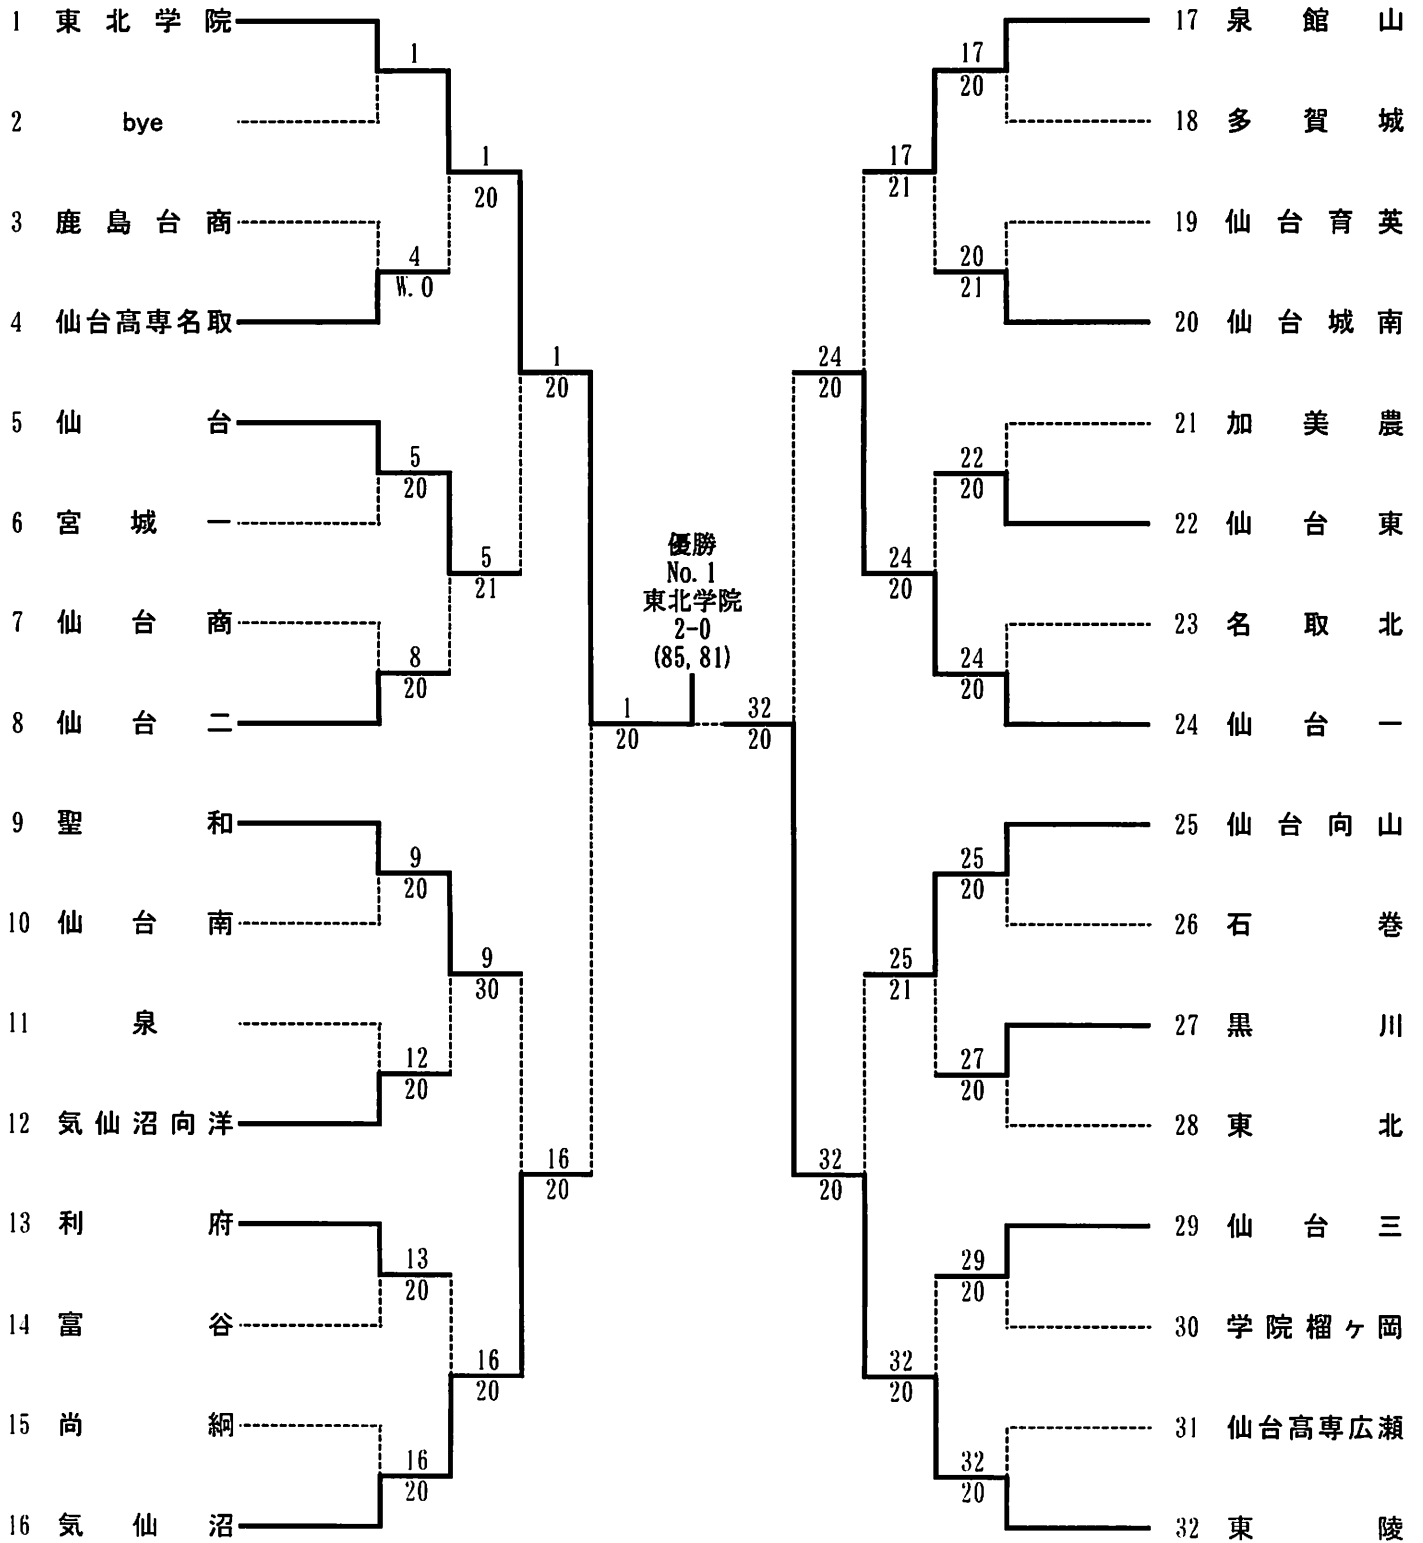 1 東北学院
2 bye
3 鹿島台商
4 仙台高専名取
5 仙台
6 宮城一
7 仙台商
8 仙台二
9 聖和
10 仙台南
11 泉
12 気仙沼向洋
13 利府
14 富谷
15 尚絅
16 気仙沼
1
4
W.O
5
20
8
20
9
20
12
20
13
20
16
20
1
20
5
21
9
30
16
20
1
20
16
20
1
20
優勝
No.1
東北学院
2-0
(85, 81)
32
20
24
20
32
20
17
21
24
20
25
21
32
20
17
20
20
21
22
20
24
20
25
20
27
20
29
20
32
20
17 泉館山
18 多賀城
19 仙台育英
20 仙台城南
21 加美農
22 仙台東
23 名取北
24 仙台一
25 仙台向山
26 石巻
27 黒川
28 東北
29 仙台三
30 学院榴ヶ岡
31 仙台高専広瀬
32 東陵